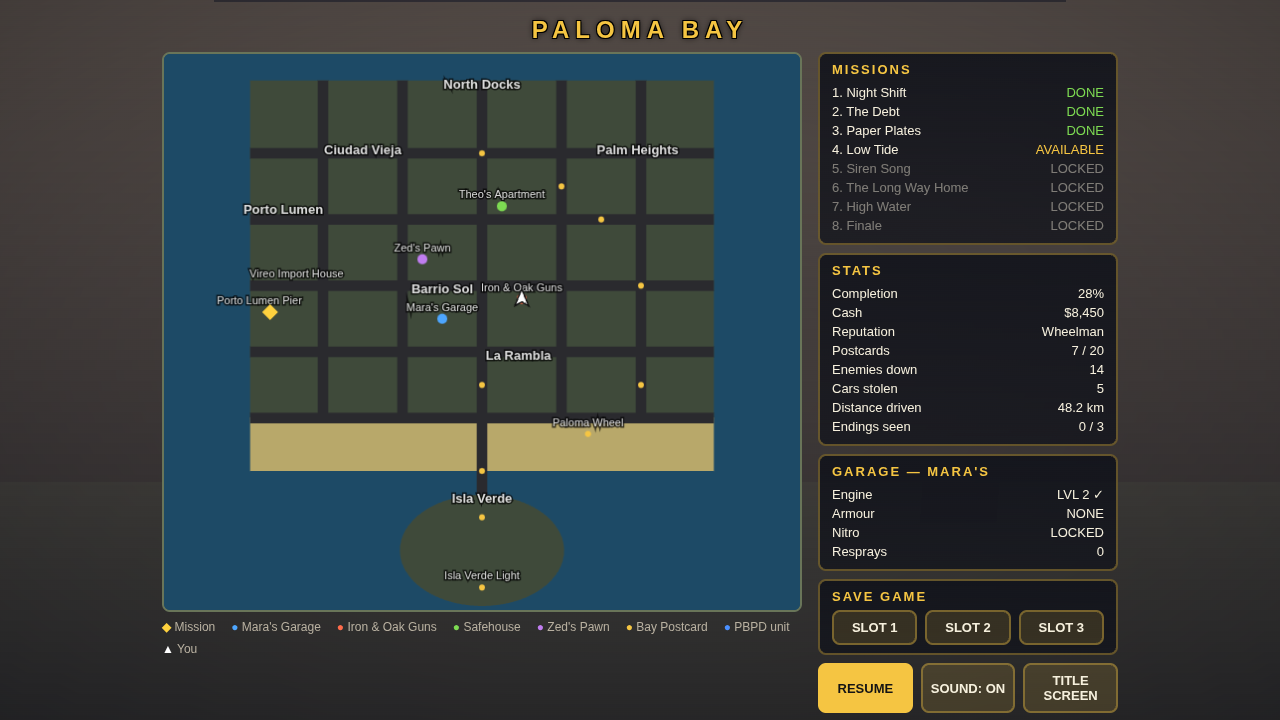 PALOMA BAY
North Docks
Ciudad Vieja
Palm Heights
Theo's Apartment
Porto Lumen
Zed's Pawn
Vireo Import House
Barrio Sol
Iron & Oak Guns
Porto Lumen Pier
Mara's Garage
La Rambla
Paloma Wheel
Isla Verde
Isla Verde Light
Mission
Mara's Garage
Iron & Oak Guns
Safehouse
Zed's Pawn
Bay Postcard
PBPD unit
You
MISSIONS
1. Night Shift DONE
2. The Debt DONE
3. Paper Plates DONE
4. Low Tide AVAILABLE
5. Siren Song LOCKED
6. The Long Way Home LOCKED
7. High Water LOCKED
8. Finale LOCKED
STATS
Completion 28%
Cash $8,450
Reputation Wheelman
Postcards 7 / 20
Enemies down 14
Cars stolen 5
Distance driven 48.2 km
Endings seen 0 / 3
GARAGE — MARA'S
Engine LVL 2 ✓
Armour NONE
Nitro LOCKED
Resprays 0
SAVE GAME
SLOT 1
SLOT 2
SLOT 3
RESUME
SOUND: ON
TITLE
SCREEN